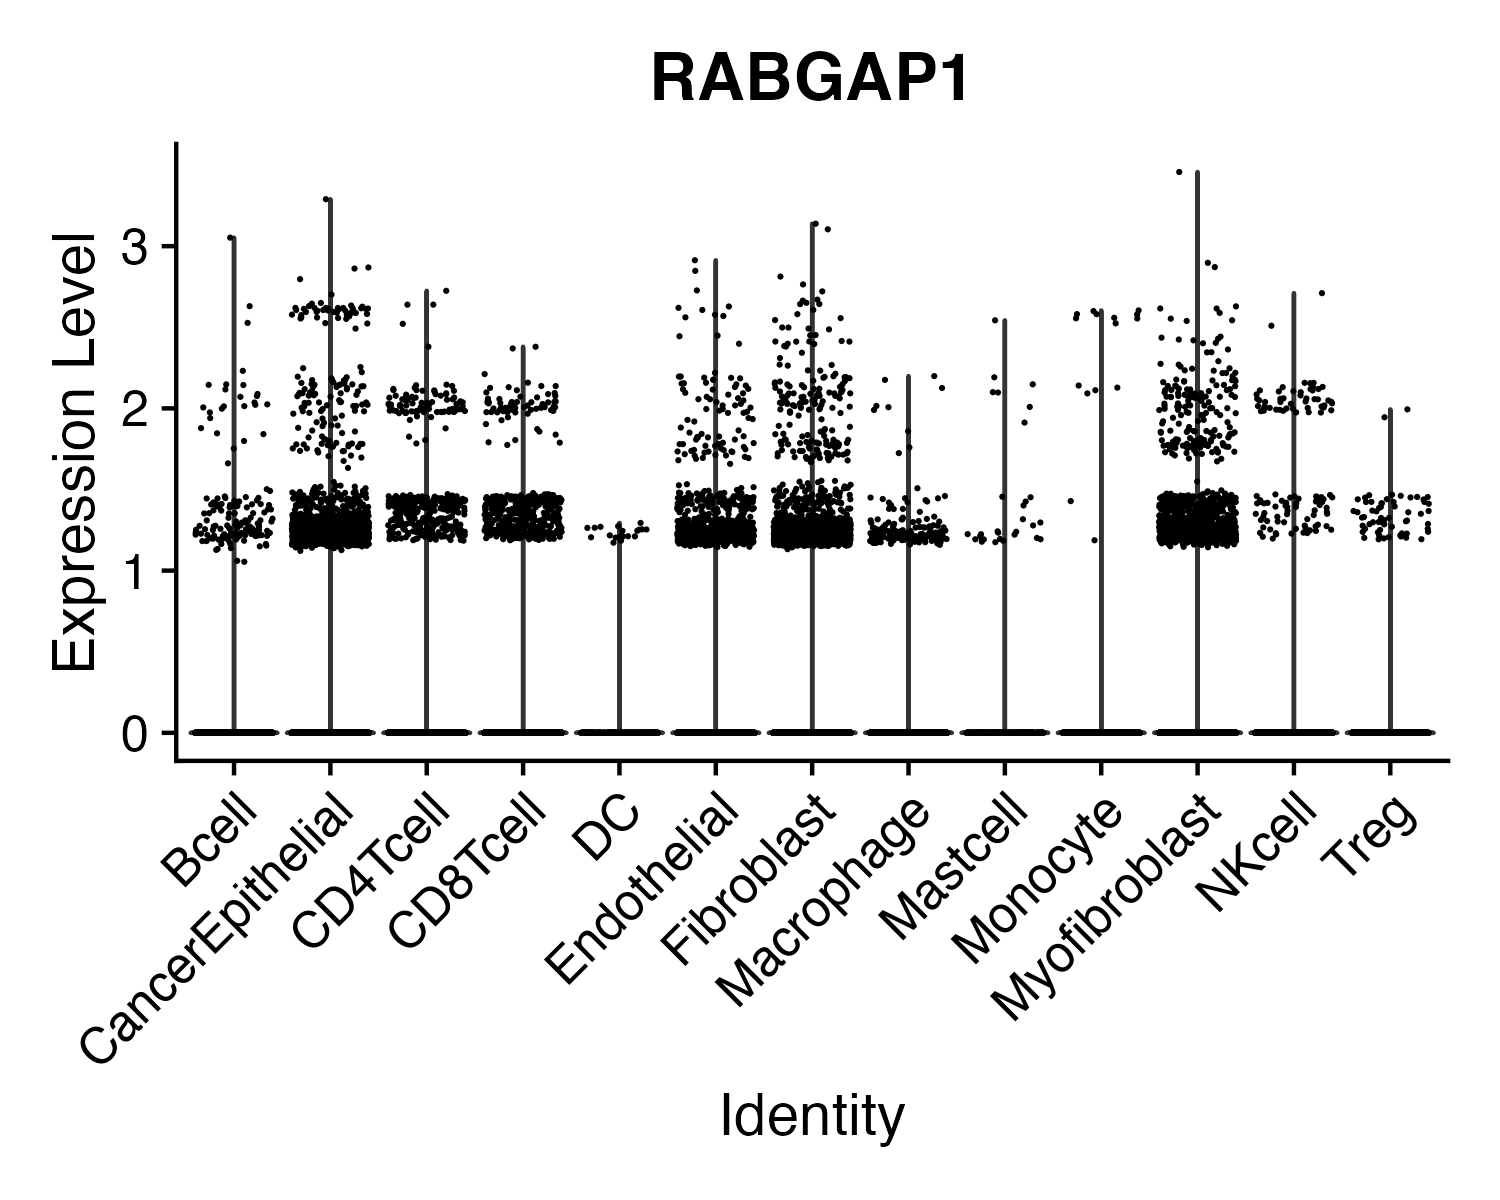 RABGAP1
Expression Level
3
2
1
0
Bcell
CancerEpithelial
CD4Tcell
CD8Tcell
DC
Endothelial
Fibroblast
Macrophage
Mastcell
Monocyte
Myofibroblast
NKcell
Treg
Identity